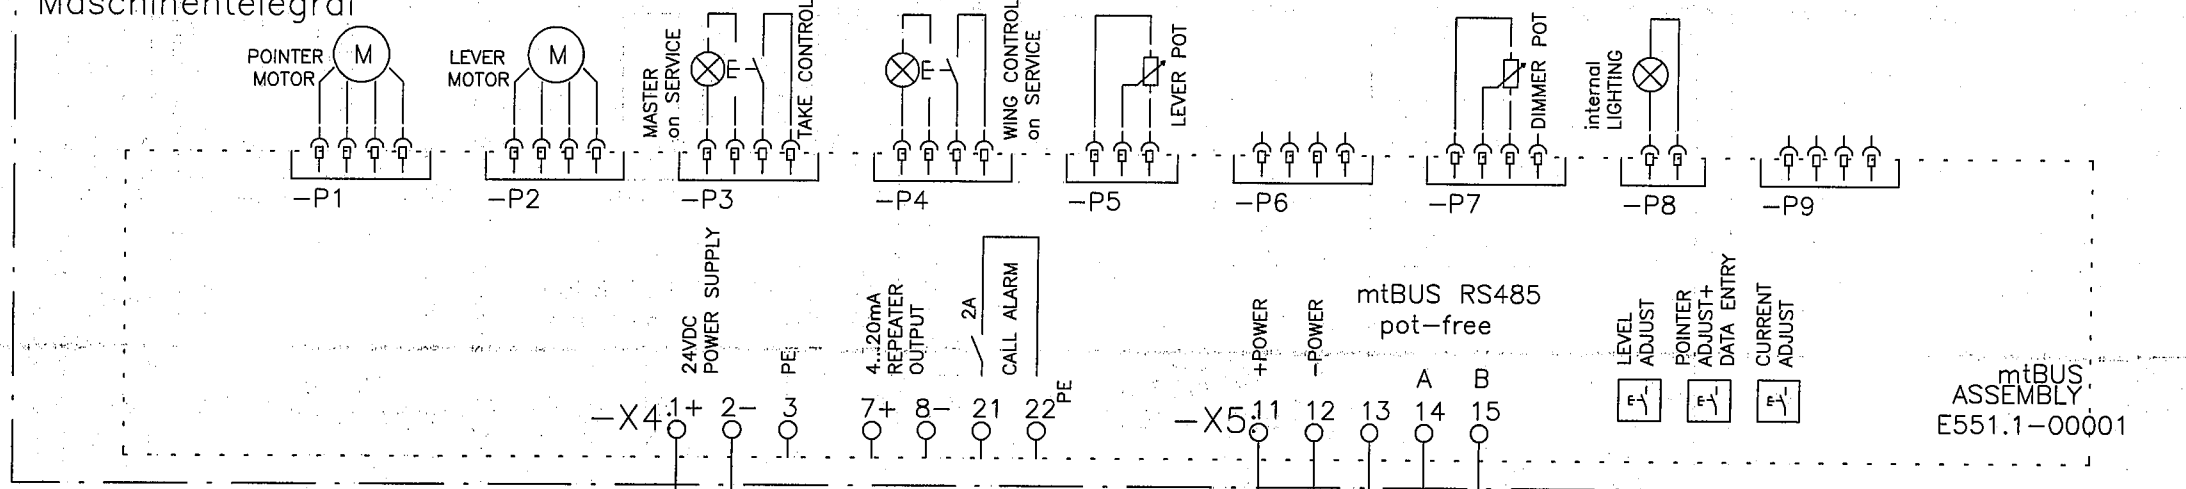 Maschinentelegraf
POINTER
MOTOR
M
LEVER
MOTOR
M
MASTER
on SERVICE
TAKE CONTROL
WING CONTROL
on SERVICE
LEVER POT
DIMMER POT
internal
LIGHTING
-P1
-P2
-P3
-P4
-P5
-P6
-P7
-P8
-P9
24VDC
POWER SUPPLY
PE
4...20mA
REPEATER
OUTPUT
2A
CALL ALARM
PE
+POWER
-POWER
mtBUS RS485
pot-free
A
B
LEVEL
ADJUST
POINTER
ADJUST+
DATA ENTRY
CURRENT
ADJUST
-X4:1+ 2- 3 7+ 8- 21 22
-X5:11 12 13 14 15
mtBUS
ASSEMBLY
E551.1-00001